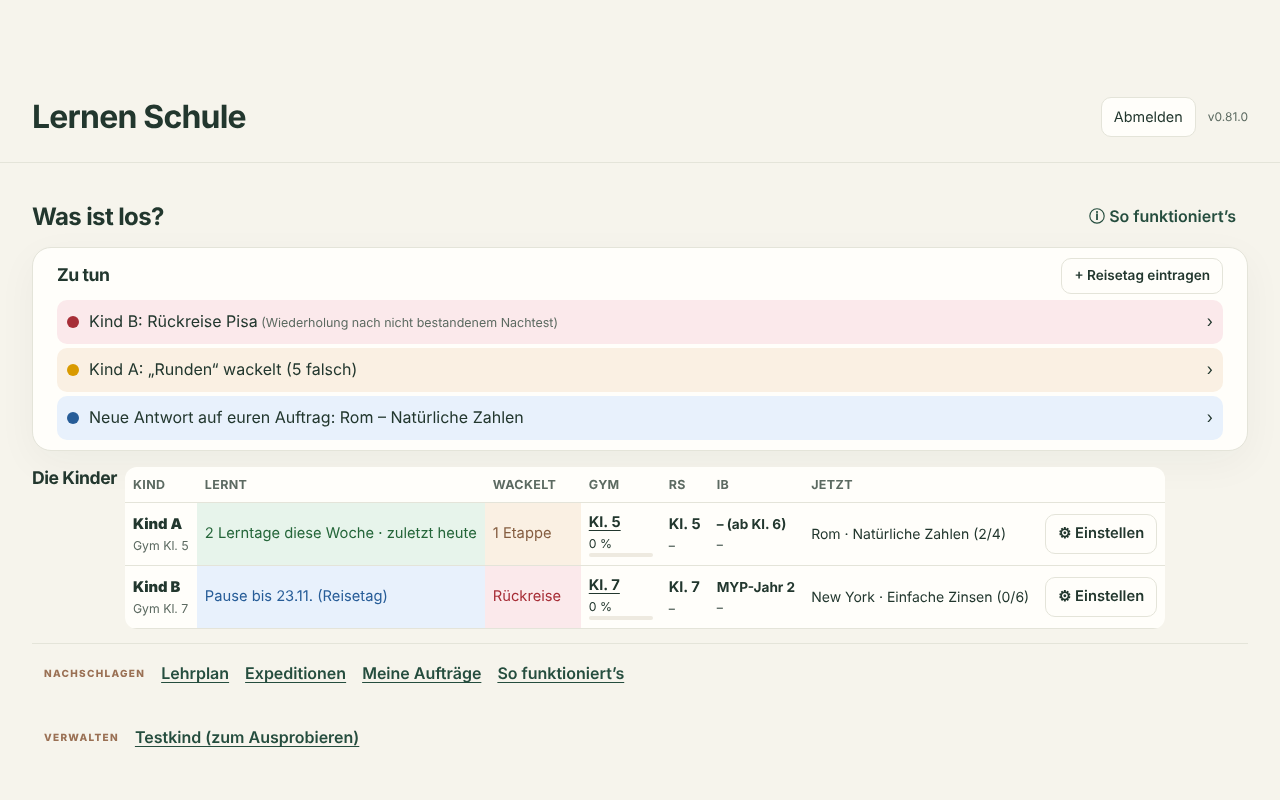 Lernen Schule
Abmelden v0.81.0
Was ist los?
ⓘ So funktioniert’s
Zu tun
+ Reisetag eintragen
Kind B: Rückreise Pisa (Wiederholung nach nicht bestandenem Nachtest) ›
Kind A: „Runden“ wackelt (5 falsch) ›
Neue Antwort auf euren Auftrag: Rom – Natürliche Zahlen ›
Die Kinder
KIND LERNT WACKELT GYM RS IB JETZT
Kind A 2 Lerntage diese Woche · zuletzt heute 1 Etappe Kl. 5 Kl. 5 – (ab Kl. 6) Rom · Natürliche Zahlen (2/4) ⚙ Einstellen
Gym Kl. 5 0 % – –
Kind B Pause bis 23.11. (Reisetag) Rückreise Kl. 7 Kl. 7 MYP-Jahr 2 New York · Einfache Zinsen (0/6) ⚙ Einstellen
Gym Kl. 7 0 % – –
NACHSCHLAGEN Lehrplan Expeditionen Meine Aufträge So funktioniert’s
VERWALTEN Testkind (zum Ausprobieren)